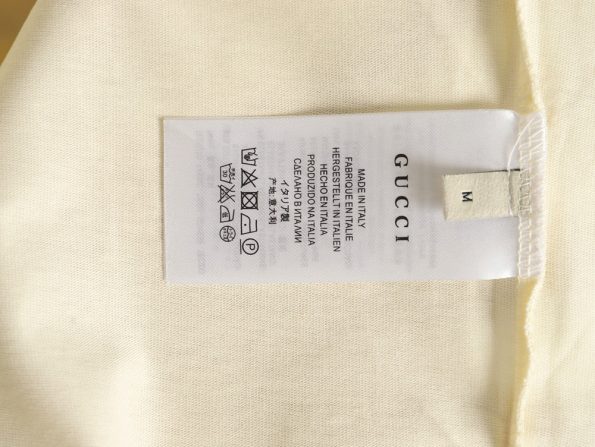 GUCCI
MADE IN ITALY
FABRIQUE EN ITALIE
HERGESTELLT IN ITALIEN
HECHO EN ITALIA
PRODUZIDO NA ITALIA
СДЕЛАНО В ИТАЛИИ
イタリア製
产地:意大利
P
30
M